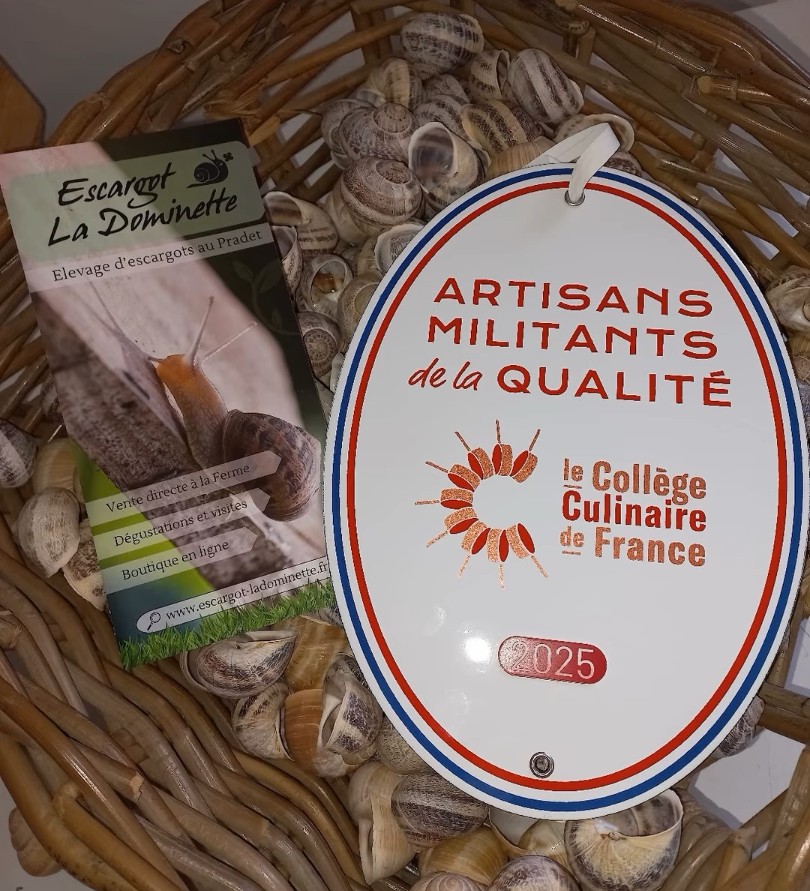 Escargot
La Dominette
Elevage d'escargots au Pradet
Vente directe à la Ferme
Dégustations et visites
Boutique en ligne
www.escargot-ladominette.fr
ARTISANS
MILITANTS
de la QUALITÉ
le Collège
Culinaire
de France
2025